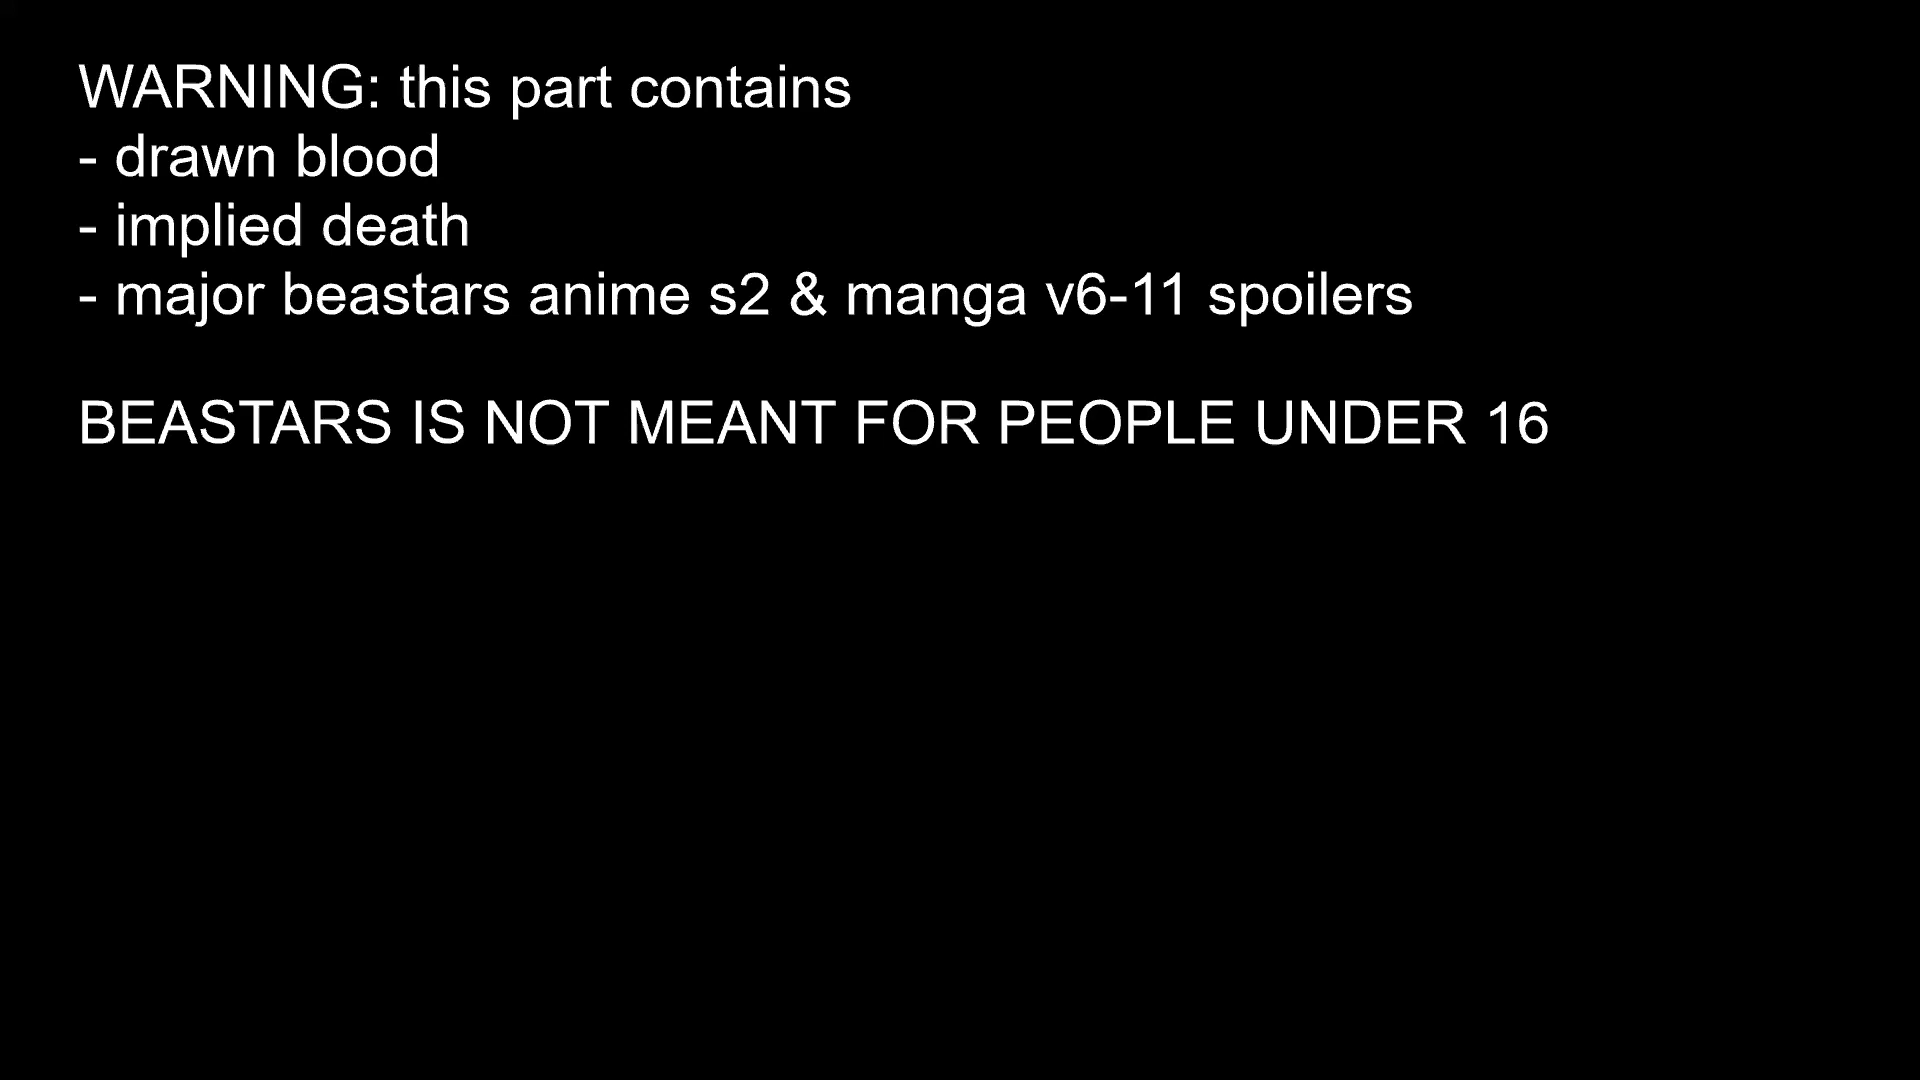 WARNING: this part contains
- drawn blood
- implied death
- major beastars anime s2 & manga v6-11 spoilers
BEASTARS IS NOT MEANT FOR PEOPLE UNDER 16